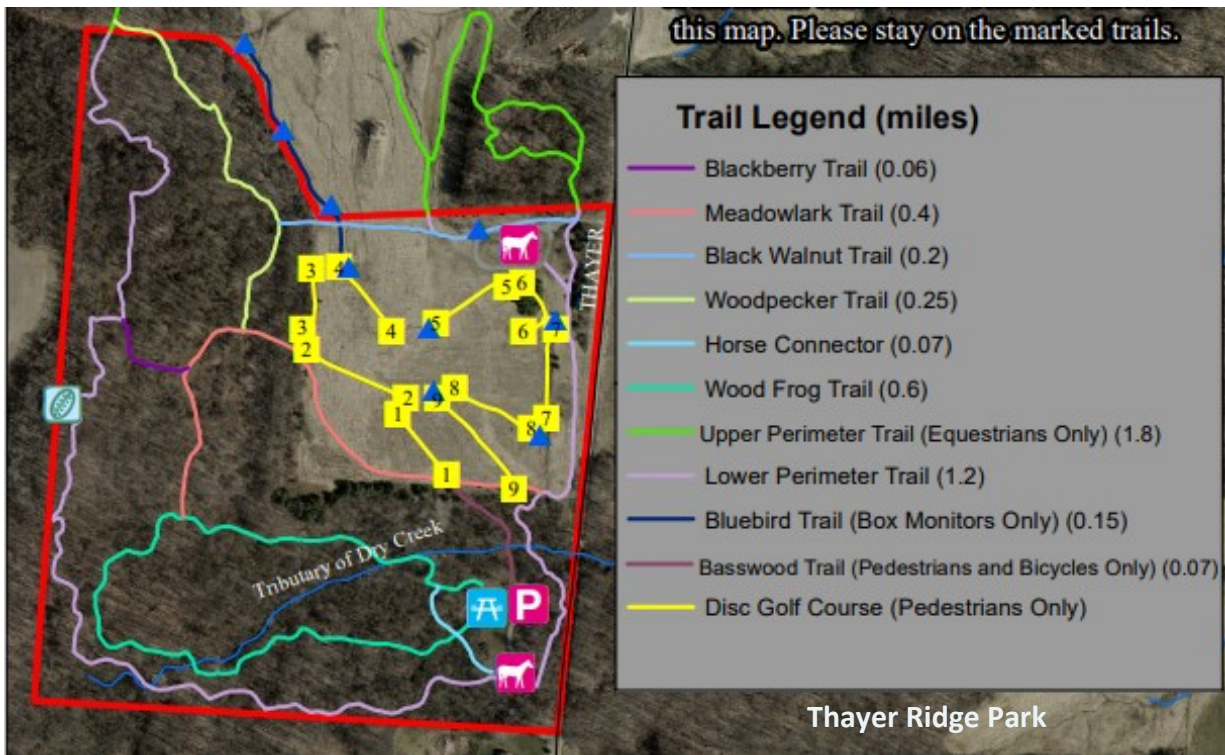 this map. Please stay on the marked trails.
Trail Legend (miles)
Blackberry Trail (0.06)
Meadowlark Trail (0.4)
Black Walnut Trail (0.2)
Woodpecker Trail (0.25)
Horse Connector (0.07)
Wood Frog Trail (0.6)
Upper Perimeter Trail (Equestrians Only) (1.8)
Lower Perimeter Trail (1.2)
Bluebird Trail (Box Monitors Only) (0.15)
Basswood Trail (Pedestrians and Bicycles Only) (0.07)
Disc Golf Course (Pedestrians Only)
THAYER
3
4
5
6
3
4
5
6
7
2
2
8
9
1
7
8
1
9
Tributary of Dry Creek
P
Thayer Ridge Park